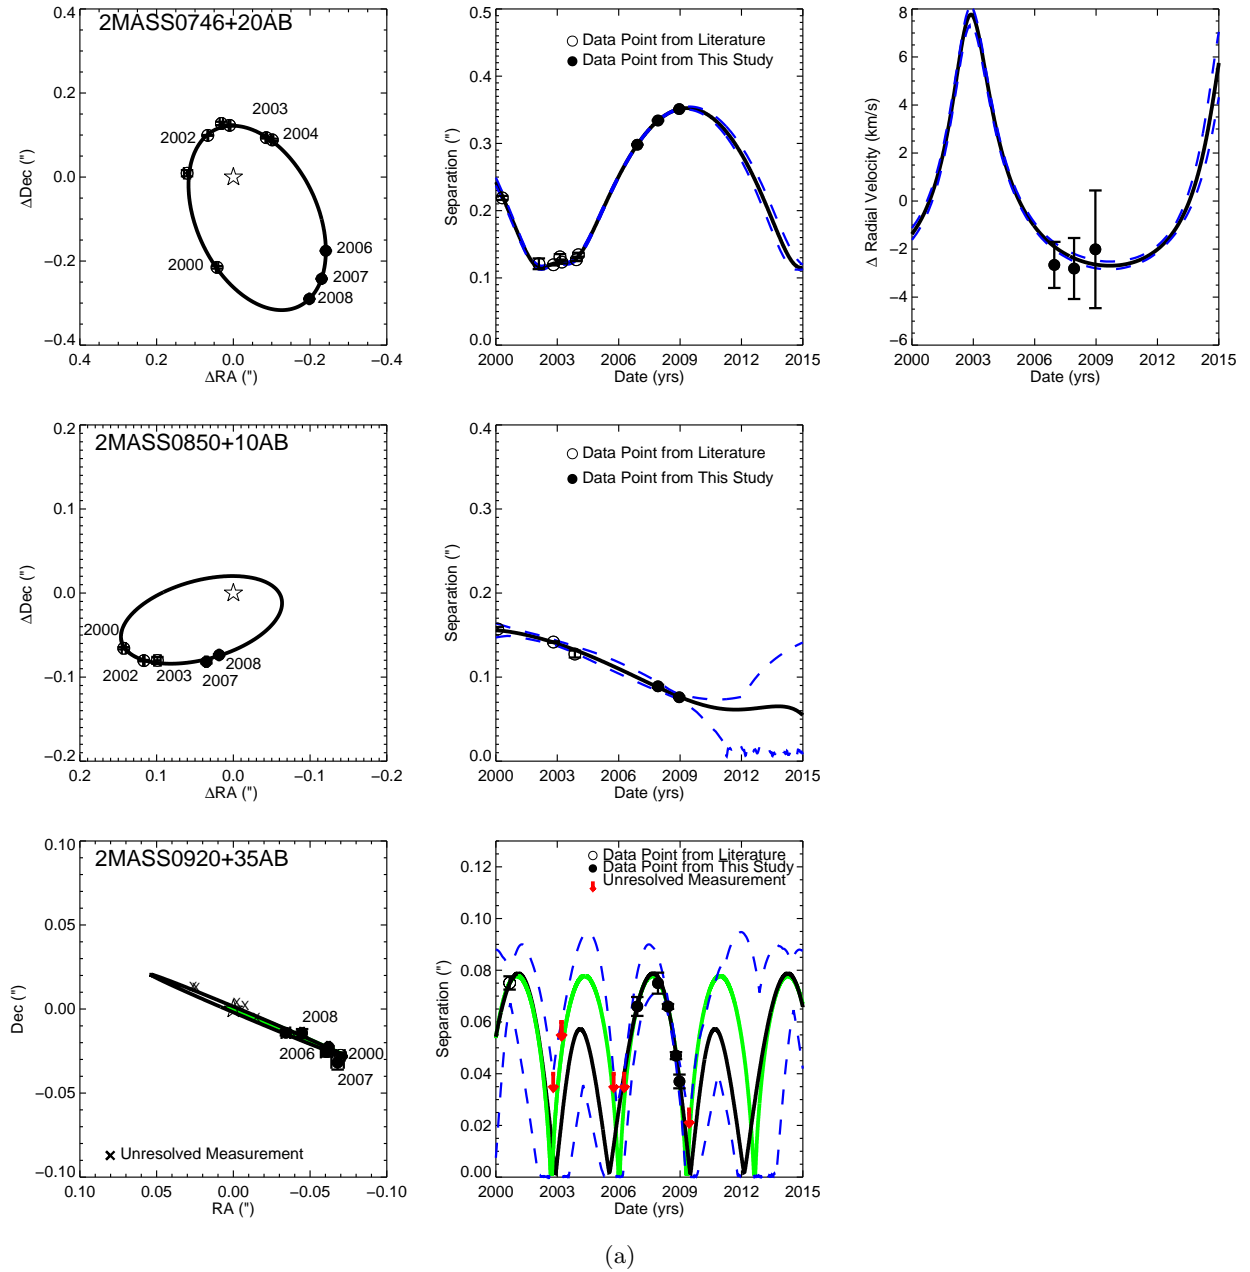 2MASS0746+20AB
0.4
0.2
0.0
−0.2
−0.4
ΔDec (")
2003
2002
2004
2006
2000
2007
2008
0.4 0.2 0.0 −0.2 −0.4
ΔRA (")
0.5
0.4
0.3
0.2
0.1
0.0
Separation (")
Data Point from Literature
Data Point from This Study
2000 2003 2006 2009 2012 2015
Date (yrs)
8
6
4
2
0
−2
−4
−6
Δ Radial Velocity (km/s)
2000 2003 2006 2009 2012 2015
Date (yrs)
2MASS0850+10AB
0.2
0.1
0.0
−0.1
−0.2
ΔDec (")
2000
2002
2003
2008
2007
0.2 0.1 0.0 −0.1 −0.2
ΔRA (")
0.4
0.3
0.2
0.1
0.0
Separation (")
Data Point from Literature
Data Point from This Study
2000 2003 2006 2009 2012 2015
Date (yrs)
2MASS0920+35AB
0.10
0.05
0.00
−0.05
−0.10
Dec (")
2008
2006
2000
2007
Unresolved Measurement
0.10 0.05 0.00 −0.05 −0.10
RA (")
0.12
0.10
0.08
0.06
0.04
0.02
0.00
Separation (")
Data Point from Literature
Data Point from This Study
Unresolved Measurement
2000 2003 2006 2009 2012 2015
Date (yrs)
(a)